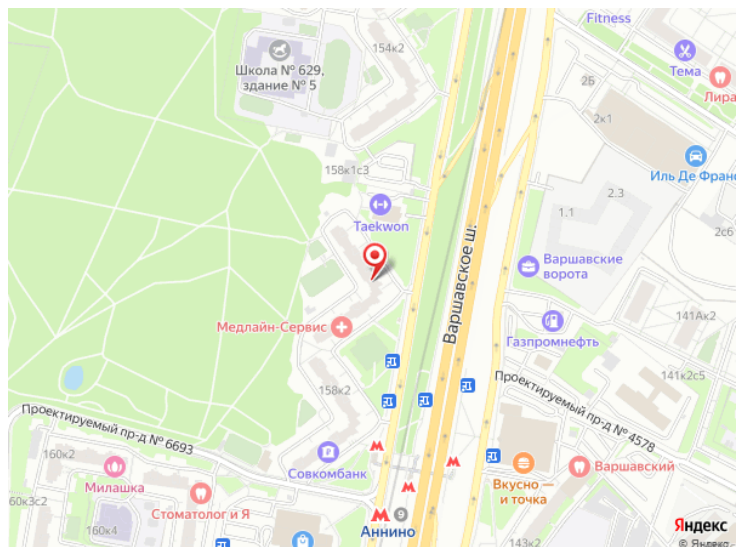 Fitness
154к2
Школа № 629,
здание № 5
Тема
Лира
2Б
2к1
158к1с3
Иль Де Франс
2.3
1.1
Taekwon
2с6
Варшавское ш.
Варшавские
ворота
Медлайн-Сервис
141Ак2
Газпромнефть
158к2
Проектируемый пр-д № 4578
141к2с5
Проектируемый пр-д № 6693
160к2
Совкомбанк
Милашка
Вкусно —
и точка
Варшавский
60к3с2
Стоматолог и Я
160к4
Аннино
9
143к2
Яндекс
© Яндекс